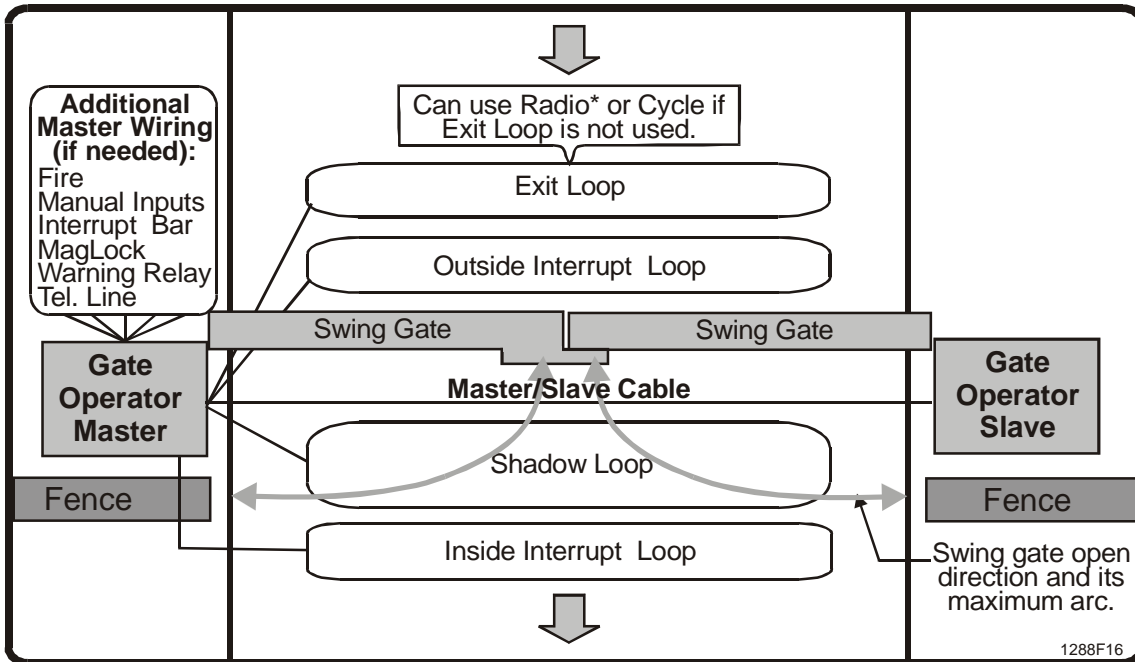 Additional
Master Wiring
(if needed):
Fire
Manual Inputs
Interrupt Bar
MagLock
Warning Relay
Tel. Line
Can use Radio* or Cycle if
Exit Loop is not used.
Exit Loop
Outside Interrupt Loop
Swing Gate
Swing Gate
Gate
Operator
Master
Master/Slave Cable
Gate
Operator
Slave
Shadow Loop
Fence
Fence
Inside Interrupt Loop
Swing gate open
direction and its
maximum arc.
1288F16